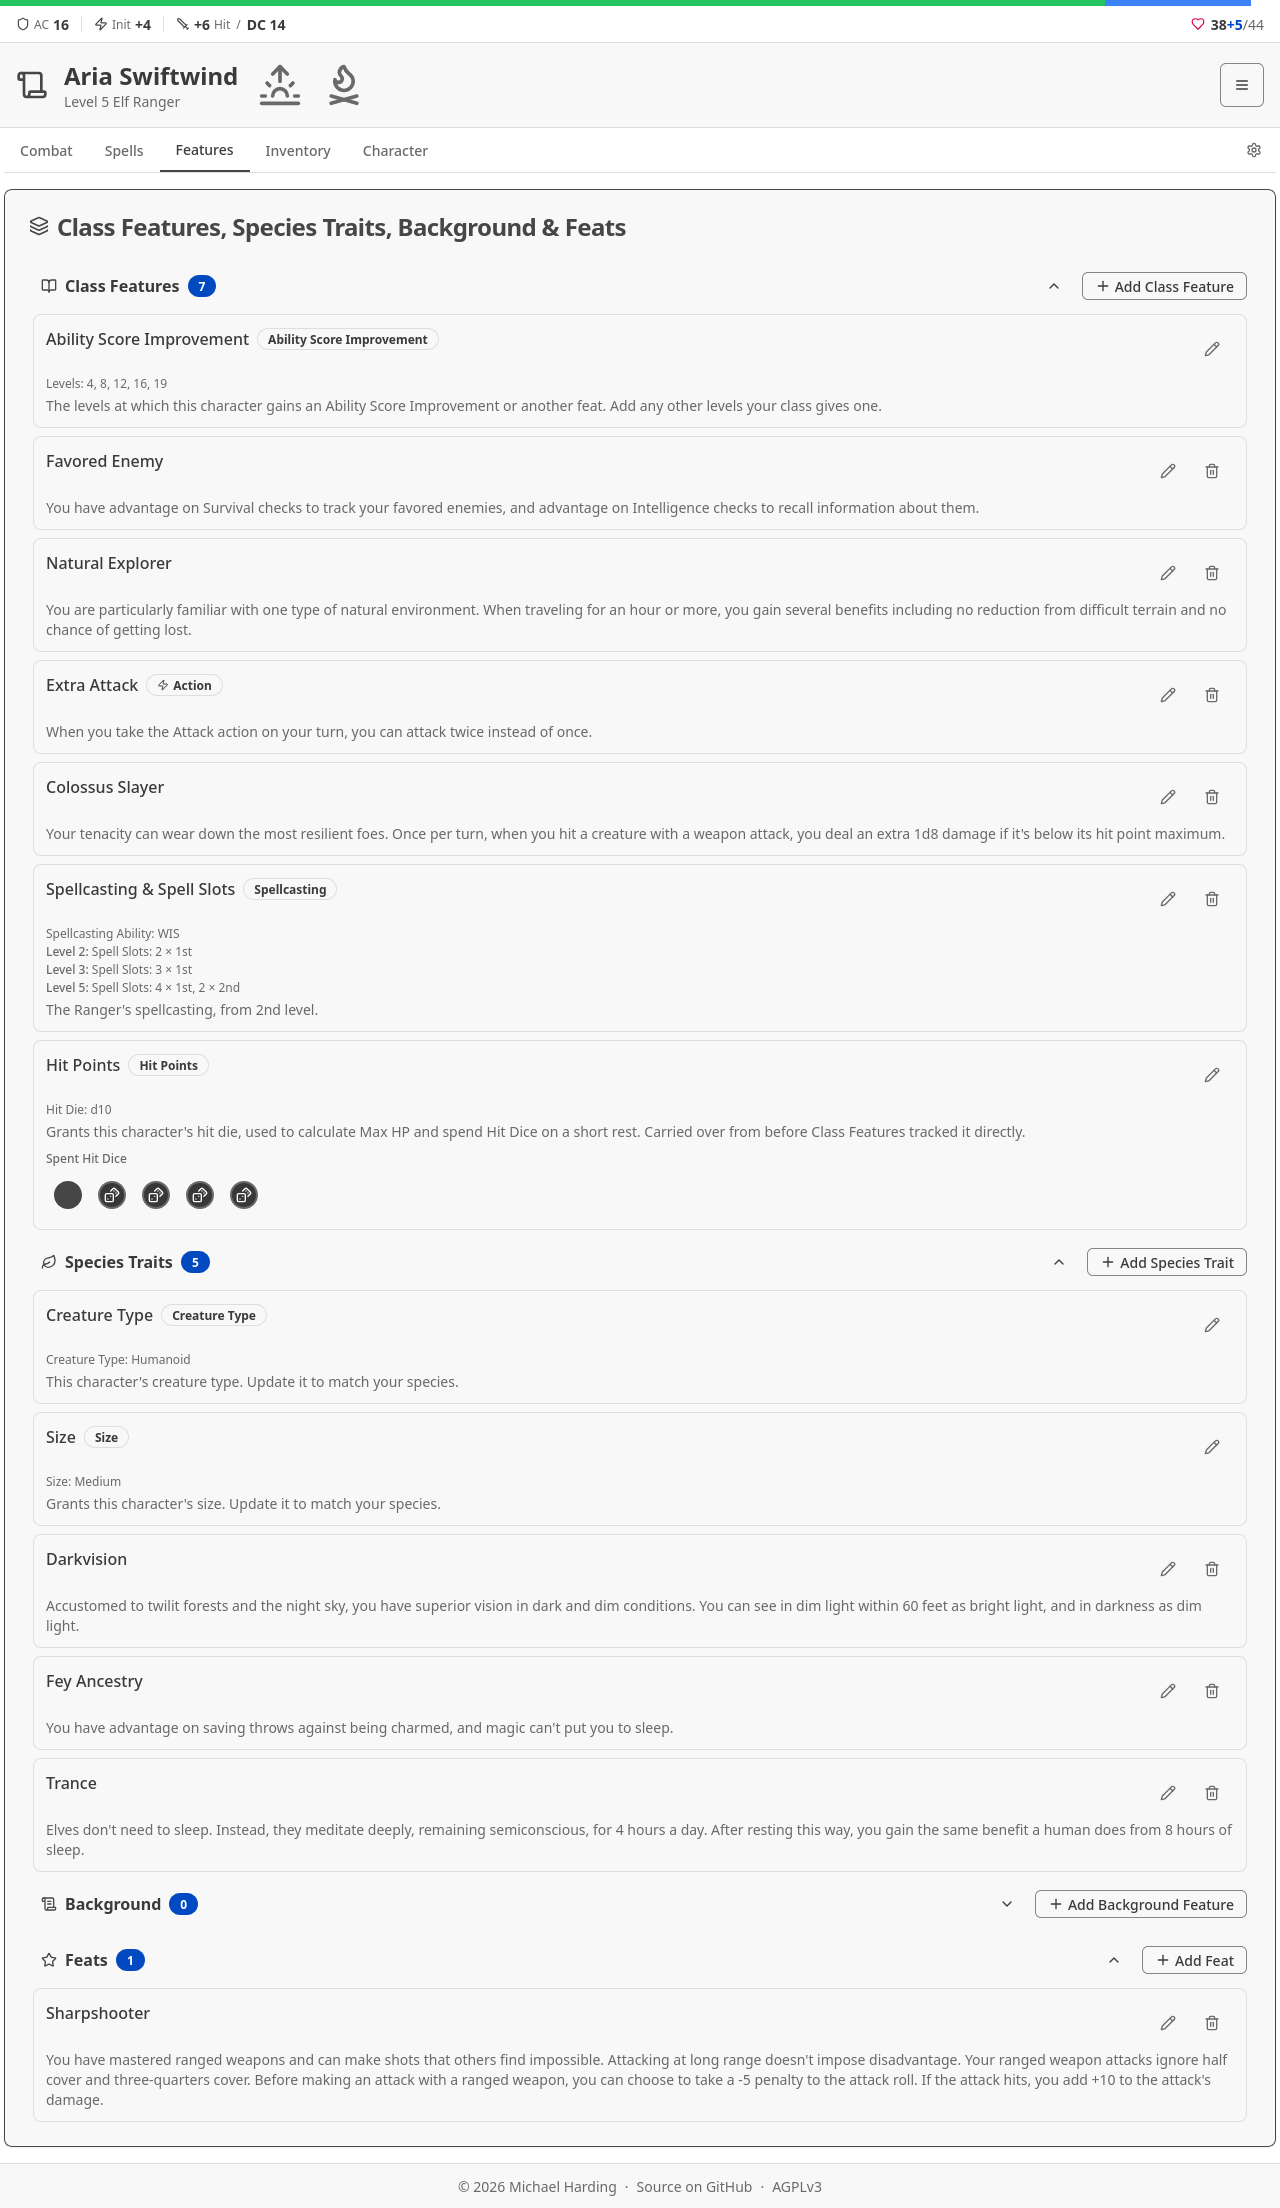 AC 16 Init +4 +6 Hit / DC 14 38+5/44
Aria Swiftwind
Level 5 Elf Ranger
Combat Spells Features Inventory Character
Class Features, Species Traits, Background & Feats
Class Features 7 Add Class Feature
Ability Score Improvement Ability Score Improvement
Levels: 4, 8, 12, 16, 19
The levels at which this character gains an Ability Score Improvement or another feat. Add any other levels your class gives one.
Favored Enemy
You have advantage on Survival checks to track your favored enemies, and advantage on Intelligence checks to recall information about them.
Natural Explorer
You are particularly familiar with one type of natural environment. When traveling for an hour or more, you gain several benefits including no reduction from difficult terrain and no
chance of getting lost.
Extra Attack Action
When you take the Attack action on your turn, you can attack twice instead of once.
Colossus Slayer
Your tenacity can wear down the most resilient foes. Once per turn, when you hit a creature with a weapon attack, you deal an extra 1d8 damage if it's below its hit point maximum.
Spellcasting & Spell Slots Spellcasting
Spellcasting Ability: WIS
Level 2: Spell Slots: 2 × 1st
Level 3: Spell Slots: 3 × 1st
Level 5: Spell Slots: 4 × 1st, 2 × 2nd
The Ranger's spellcasting, from 2nd level.
Hit Points Hit Points
Hit Die: d10
Grants this character's hit die, used to calculate Max HP and spend Hit Dice on a short rest. Carried over from before Class Features tracked it directly.
Spent Hit Dice
Species Traits 5 Add Species Trait
Creature Type Creature Type
Creature Type: Humanoid
This character's creature type. Update it to match your species.
Size Size
Size: Medium
Grants this character's size. Update it to match your species.
Darkvision
Accustomed to twilit forests and the night sky, you have superior vision in dark and dim conditions. You can see in dim light within 60 feet as bright light, and in darkness as dim
light.
Fey Ancestry
You have advantage on saving throws against being charmed, and magic can't put you to sleep.
Trance
Elves don't need to sleep. Instead, they meditate deeply, remaining semiconscious, for 4 hours a day. After resting this way, you gain the same benefit a human does from 8 hours of
sleep.
Background 0 Add Background Feature
Feats 1 Add Feat
Sharpshooter
You have mastered ranged weapons and can make shots that others find impossible. Attacking at long range doesn't impose disadvantage. Your ranged weapon attacks ignore half
cover and three-quarters cover. Before making an attack with a ranged weapon, you can choose to take a -5 penalty to the attack roll. If the attack hits, you add +10 to the attack's
damage.
© 2026 Michael Harding · Source on GitHub · AGPLv3